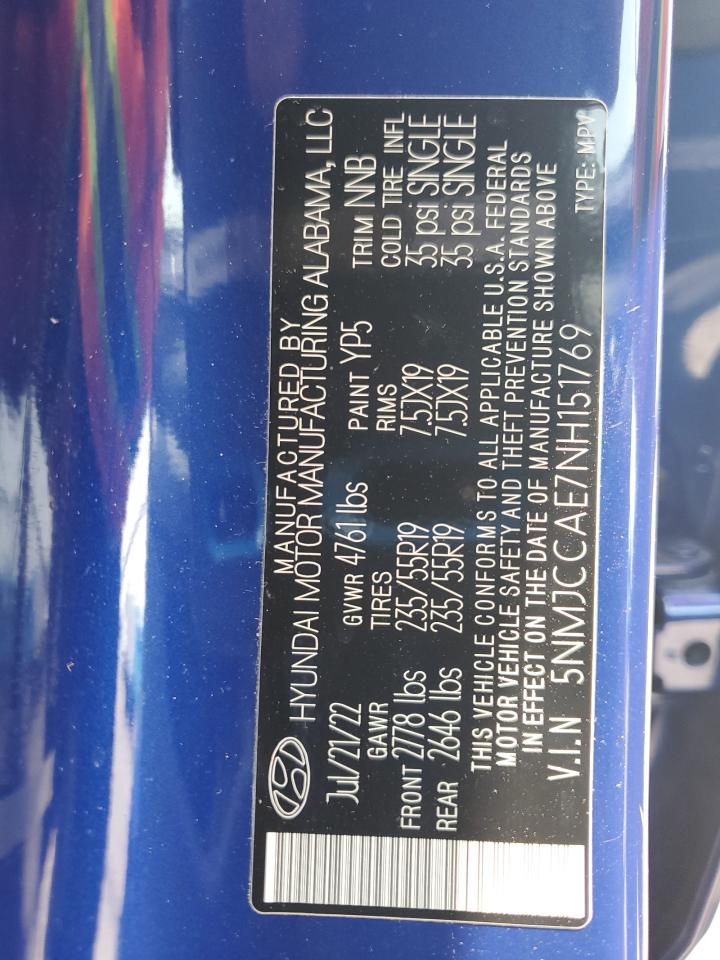 MANUFACTURED BY
HYUNDAI MOTOR MANUFACTURING ALABAMA, LLC
Jul/21/22 GVWR 4761 lbs PAINT YP5 TRIM NNB
GAWR TIRES RIMS COLD TIRE INFL
FRONT 2778 lbs 235/55R19 7.5JX19 35 psi SINGLE
REAR 2646 lbs 235/55R19 7.5JX19 35 psi SINGLE
THIS VEHICLE CONFORMS TO ALL APPLICABLE U.S.A. FEDERAL
MOTOR VEHICLE SAFETY AND THEFT PREVENTION STANDARDS
IN EFFECT ON THE DATE OF MANUFACTURE SHOWN ABOVE
V.I.N 5NMJCCAE7NH151769 TYPE: MPV